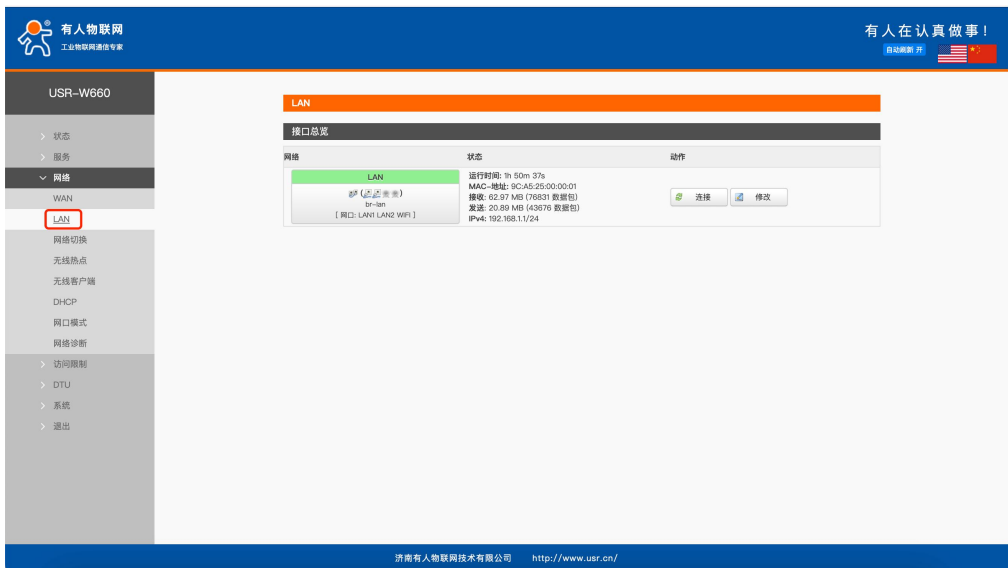 有人物联网
工业物联网通信专家
有人在认真做事！
自动刷新 开
USR-W660
状态
服务
网络
WAN
LAN
网络切换
无线热点
无线客户端
DHCP
网口模式
网络诊断
访问限制
DTU
系统
退出
LAN
接口总览
网络 状态 动作
LAN
br-lan
[ 网口: LAN1 LAN2 WIFI ]
运行时间: 1h 50m 37s
MAC-地址: 9C:A5:25:00:00:01
接收: 62.97 MB (76831 数据包)
发送: 20.89 MB (43676 数据包)
IPv4: 192.168.1.1/24
连接 修改
济南有人物联网技术有限公司 http://www.usr.cn/